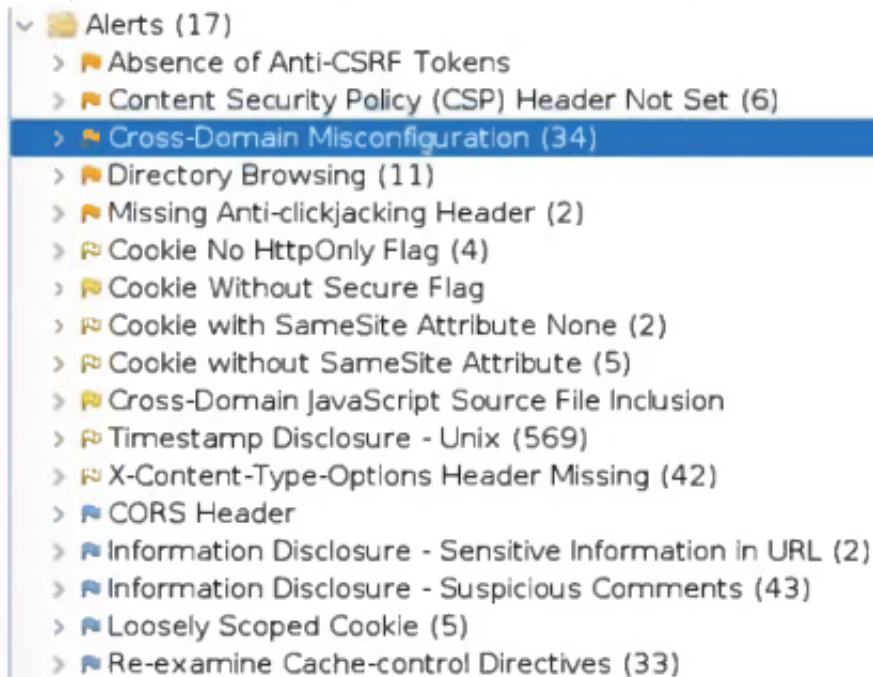 Alerts (17)
Absence of Anti-CSRF Tokens
Content Security Policy (CSP) Header Not Set (6)
Cross-Domain Misconfiguration (34)
Directory Browsing (11)
Missing Anti-clickjacking Header (2)
Cookie No HttpOnly Flag (4)
Cookie Without Secure Flag
Cookie with SameSite Attribute None (2)
Cookie without SameSite Attribute (5)
Cross-Domain JavaScript Source File Inclusion
Timestamp Disclosure - Unix (569)
X-Content-Type-Options Header Missing (42)
CORS Header
Information Disclosure - Sensitive Information in URL (2)
Information Disclosure - Suspicious Comments (43)
Loosely Scoped Cookie (5)
Re-examine Cache-control Directives (33)